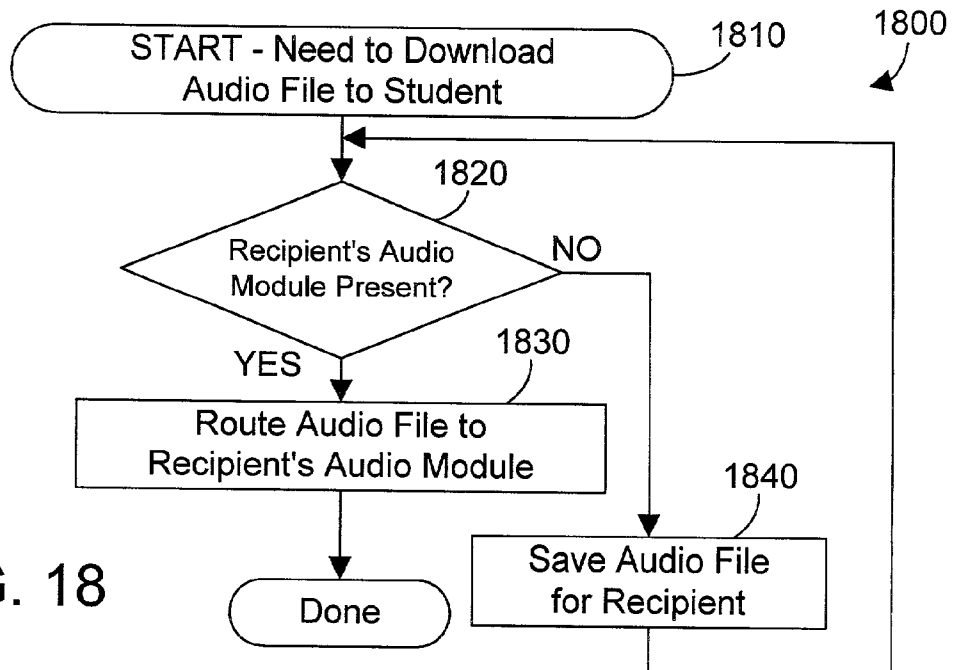 START - Need to Download
Audio File to Student
1810
1800
1820
Recipient's Audio
Module Present?
NO
YES
1830
Route Audio File to
Recipient's Audio Module
1840
Save Audio File
for Recipient
Done
. 18